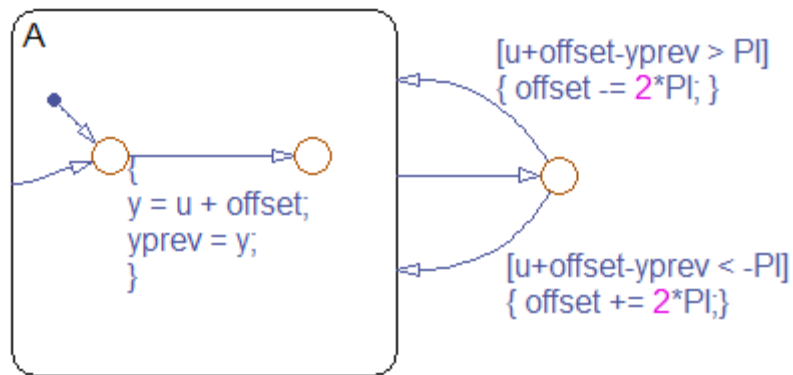 A
[u+offset-yprev > PI]
{ offset -= 2*PI; }
{
y = u + offset;
yprev = y;
}
[u+offset-yprev < -PI]
{ offset += 2*PI;}